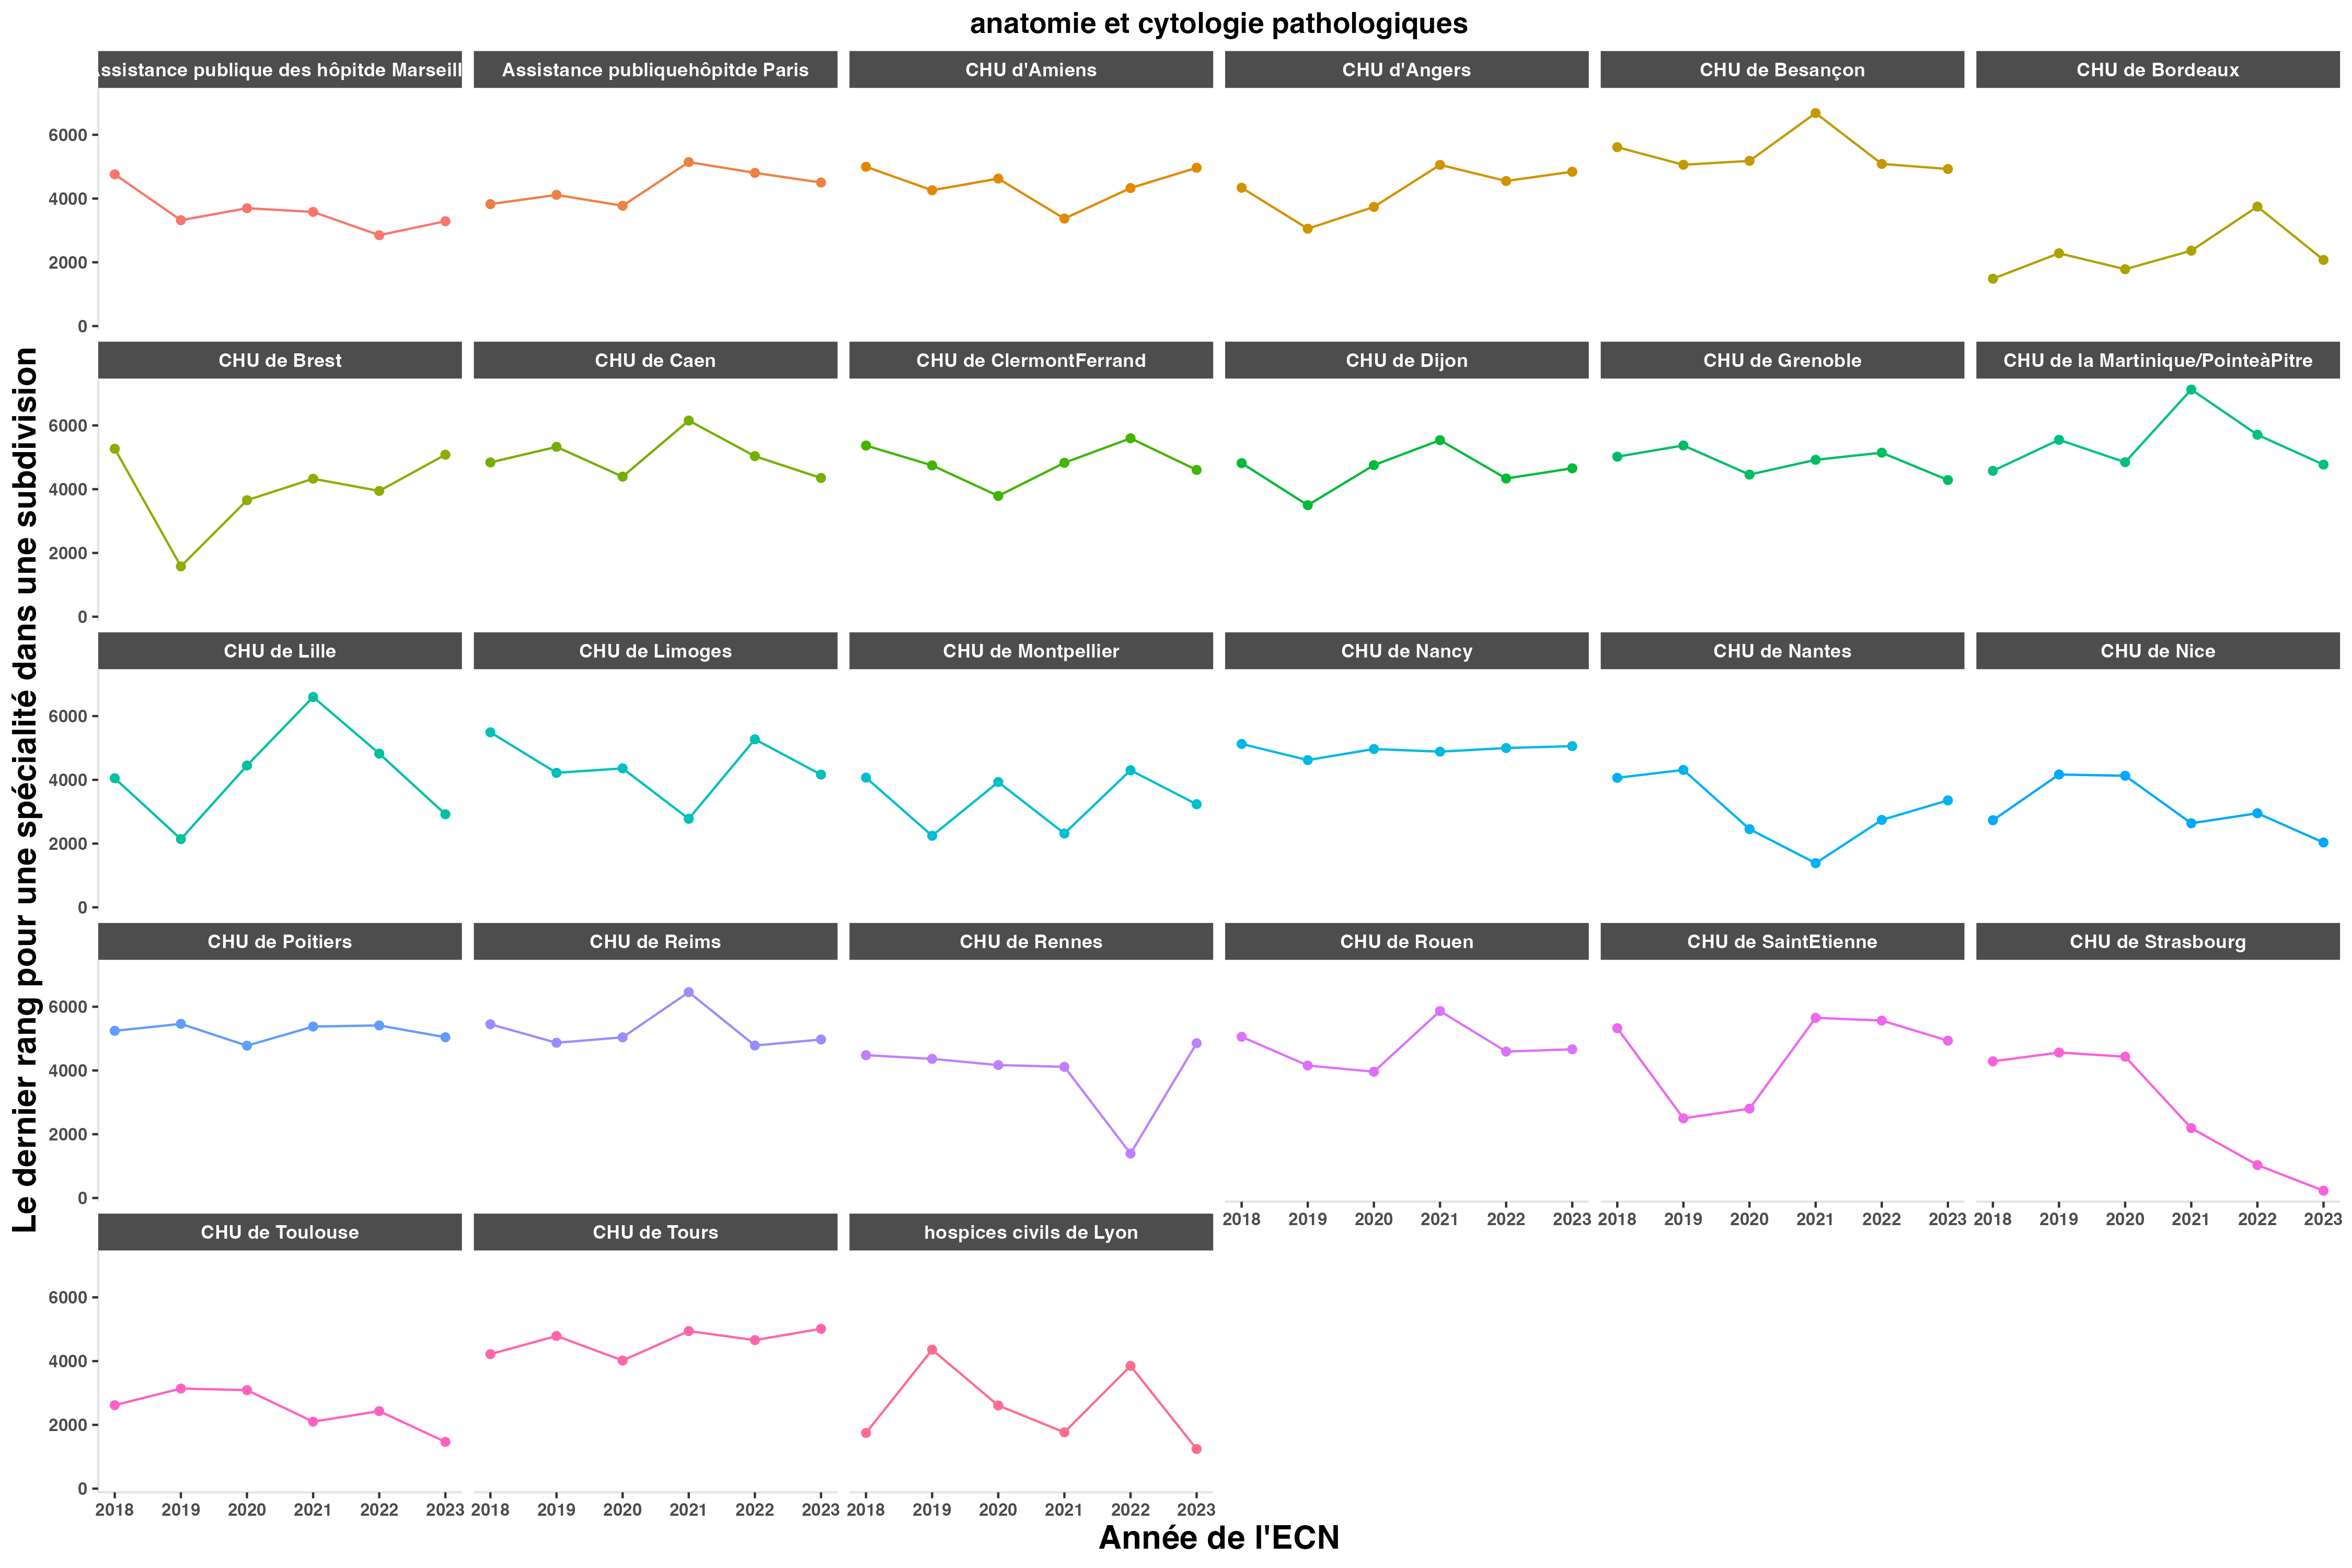 anatomie et cytologie pathologiques
ssistance publique des hôpitde Marseill
Assistance publiquehôpitde Paris
CHU d'Amiens
CHU d'Angers
CHU de Besançon
CHU de Bordeaux
6000
4000
2000
0
CHU de Brest
CHU de Caen
CHU de ClermontFerrand
CHU de Dijon
CHU de Grenoble
CHU de la Martinique/PointeàPitre
6000
4000
2000
0
CHU de Lille
CHU de Limoges
CHU de Montpellier
CHU de Nancy
CHU de Nantes
CHU de Nice
6000
4000
2000
0
CHU de Poitiers
CHU de Reims
CHU de Rennes
CHU de Rouen
CHU de SaintEtienne
CHU de Strasbourg
6000
4000
2000
0
2018 2019 2020 2021 2022 2023
2018 2019 2020 2021 2022 2023
2018 2019 2020 2021 2022 2023
CHU de Toulouse
CHU de Tours
hospices civils de Lyon
6000
4000
2000
0
2018 2019 2020 2021 2022 2023
2018 2019 2020 2021 2022 2023
2018 2019 2020 2021 2022 2023
Année de l'ECN
Le dernier rang pour une spécialité dans une subdivision